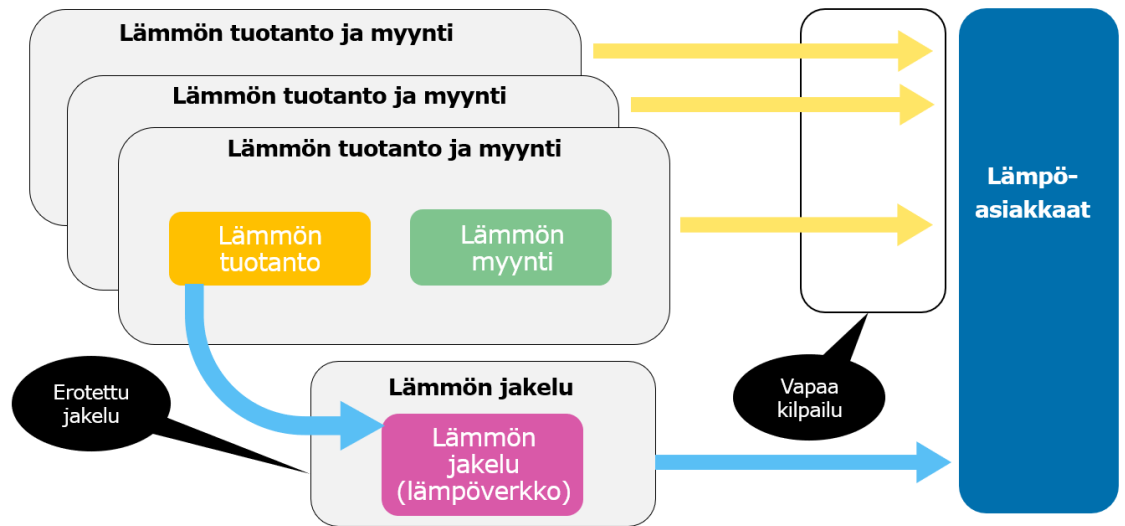 Lämmön tuotanto ja myynti
Lämmön tuotanto ja myynti
Lämmön tuotanto ja myynti
Lämmön
tuotanto
Lämmön
myynti
Lämpö-
asiakkaat
Erotettu
jakelu
Lämmön jakelu
Lämmön
jakelu
(lämpöverkko)
Vapaa
kilpailu